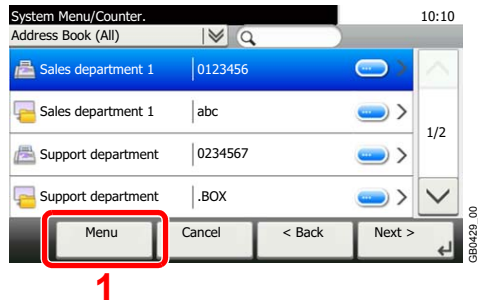 System Menu/Counter. 10:10
Address Book (All)
Sales department 1 0123456
Sales department 1 abc
1/2
Support department 0234567
Support department .BOX
Menu Cancel < Back Next >
1
GB0429_00